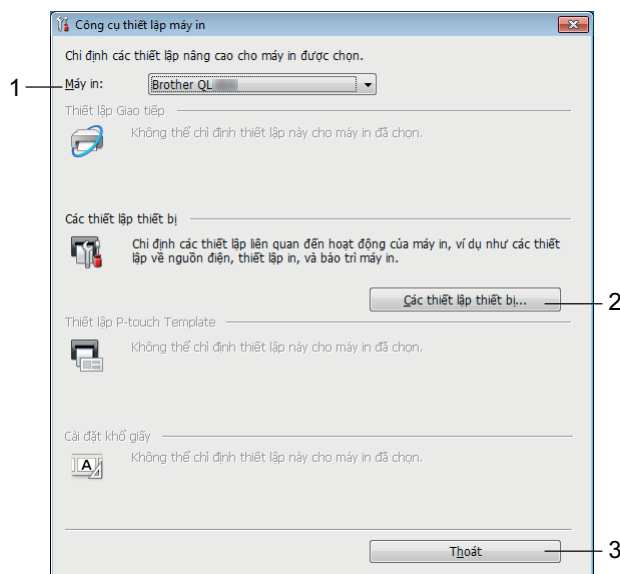 Công cụ thiết lập máy in
Chỉ định các thiết lập nâng cao cho máy in được chọn.
1
Máy in:
Brother QL
Thiết lập Giao tiếp
Không thể chỉ định thiết lập này cho máy in đã chọn.
Các thiết lập thiết bị
Chỉ định các thiết lập liên quan đến hoạt động của máy in, ví dụ như các thiết
lập về nguồn điện, thiết lập in, và bảo trì máy in.
Các thiết lập thiết bị...
2
Thiết lập P-touch Template
Không thể chỉ định thiết lập này cho máy in đã chọn.
Cài đặt khổ giấy
A
Không thể chỉ định thiết lập này cho máy in đã chọn.
Thoát
3